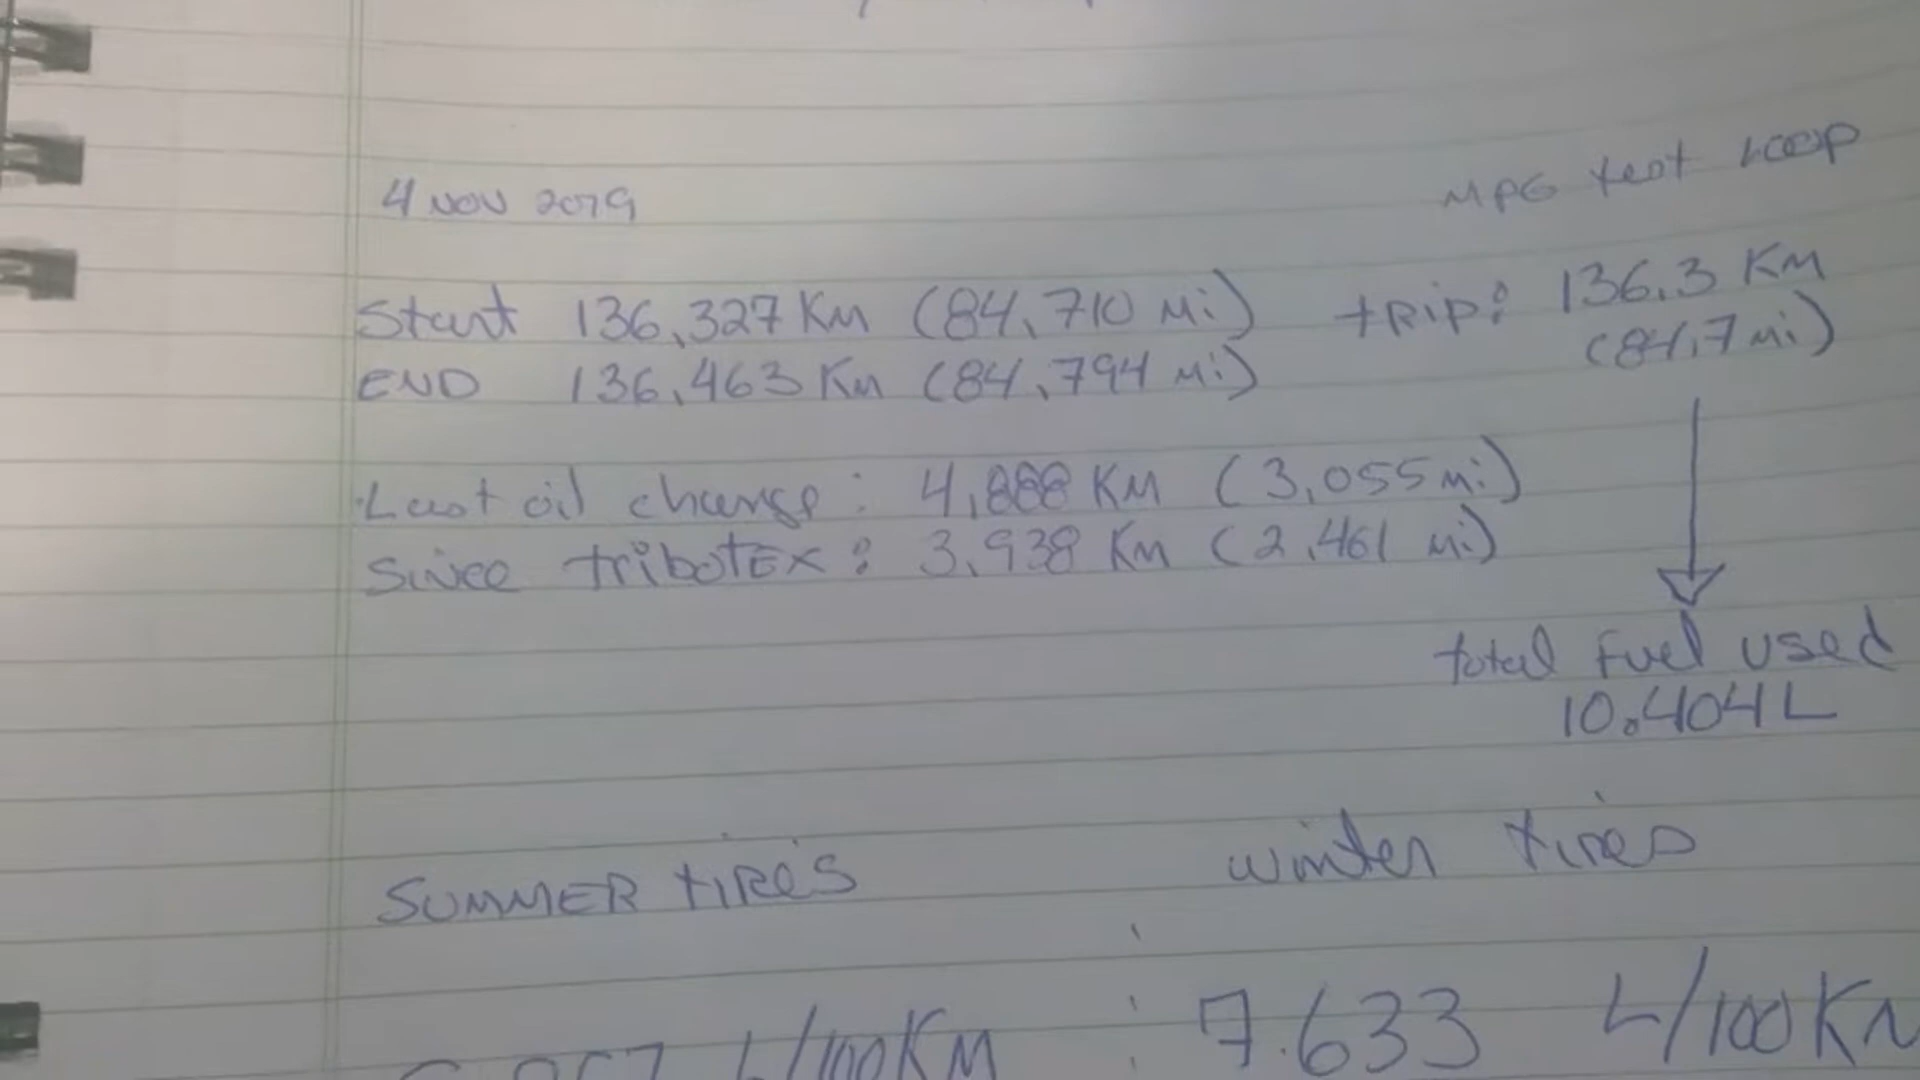 4 NOV 2019
MPG test Loop
Start 136,327 KM (84,710 Mi)
trip: 136.3 KM
(84.7 mi)
END 136,463 KM (84,794 Mi)
Last oil change: 4,888 KM (3,055 mi)
Since tribotEX: 3,938 KM (2,461 mi)
total fuel used
10.404 L
SUMMER tIRES
winter tires
L/100KM
7.633 L/100KM